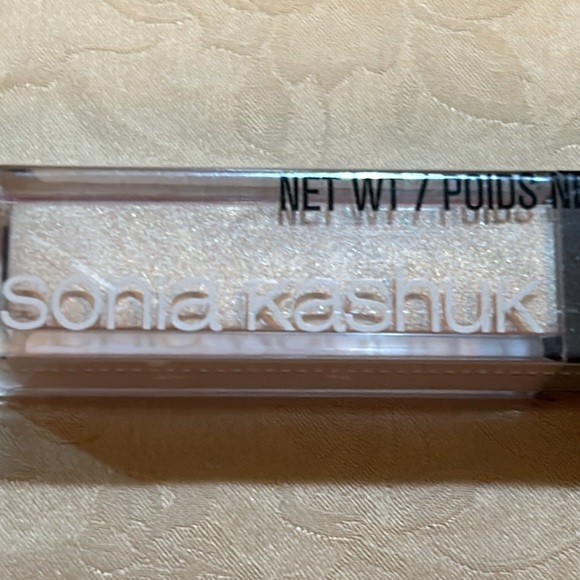 NET WT / POIDS
sonia kashuk